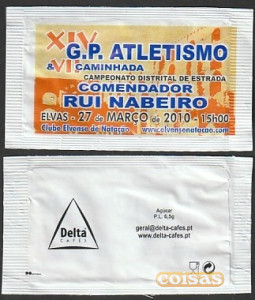 XIV G.P. ATLETISMO
& VI CAMINHADA
CAMPEONATO DISTRITAL DE ESTRADA
COMENDADOR
RUI NABEIRO
ELVAS - 27 de MARÇO de 2010 - 15H00
Clube Elvense de Natação www.elvensenatacao.com
Delta
CAFÉS
Açúcar
P.L. 6,5g
geral@delta-cafes.pt
www.delta-cafes.pt
coisas